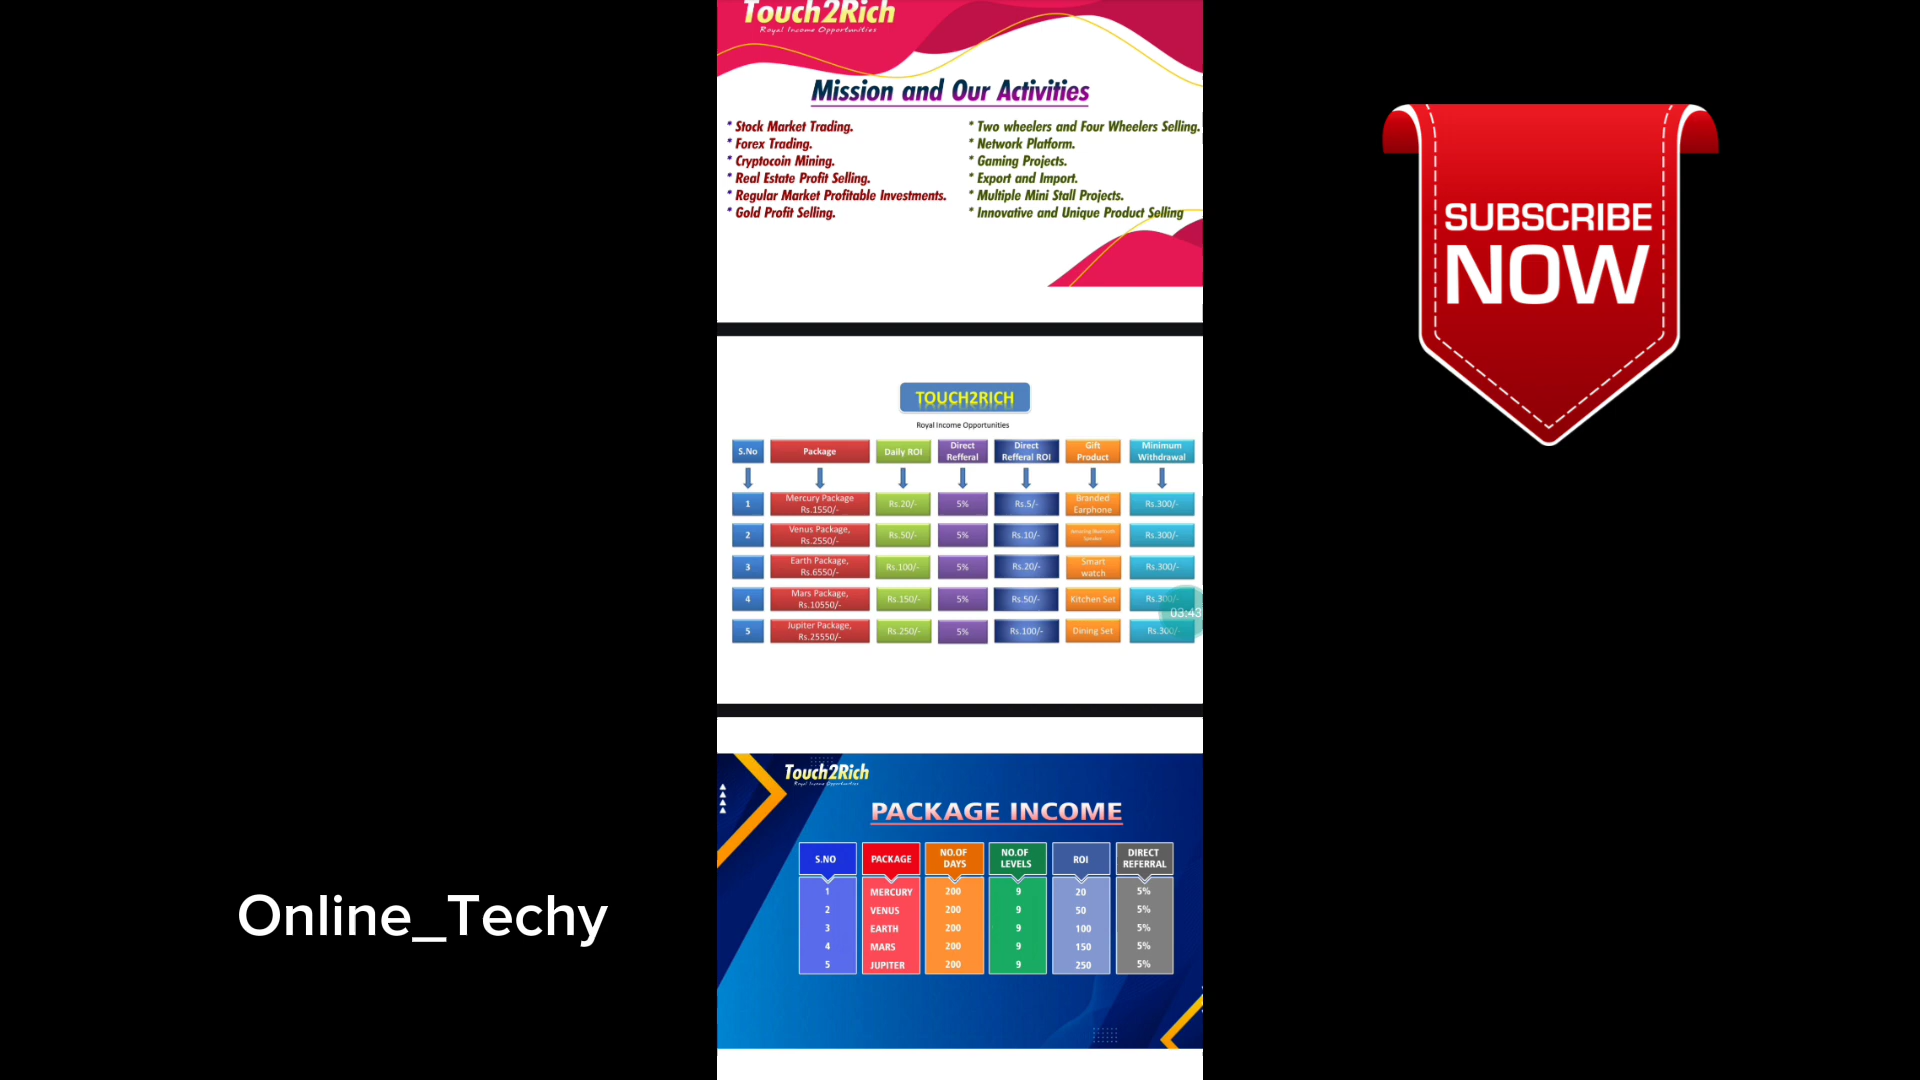 Touch2Rich
Royal Income Opportunities
Mission and Our Activities
* Stock Market Trading.
* Forex Trading.
* Cryptocoin Mining.
* Real Estate Profit Selling.
* Regular Market Profitable Investments.
* Gold Profit Selling.
* Two wheelers and Four Wheelers Selling.
* Network Platform.
* Gaming Projects.
* Export and Import.
* Multiple Mini Stall Projects.
* Innovative and Unique Product Selling
SUBSCRIBE
NOW
TOUCH2RICH
Royal Income Opportunities
S.No Package Daily ROI Direct Refferal Direct Refferal ROI Gift Product Minimum Withdrawal
1 Mercury Package Rs.1550/- Rs.20/- 5% Rs.5/- Branded Earphone Rs.300/-
2 Venus Package, Rs.2550/- Rs.50/- 5% Rs.10/- Speaker Rs.300/-
3 Earth Package, Rs.6550/- Rs.100/- 5% Rs.20/- Smart watch Rs.300/-
4 Mars Package, Rs.10550/- Rs.150/- 5% Rs.50/- Kitchen Set Rs.300/-
03:43
5 Jupiter Package, Rs.25550/- Rs.250/- 5% Rs.100/- Dining Set Rs.300/-
Touch2Rich
Royal Income Opportunities
PACKAGE INCOME
S.NO PACKAGE NO.OF DAYS NO.OF LEVELS ROI DIRECT REFERRAL
1 MERCURY 200 9 20 5%
2 VENUS 200 9 50 5%
3 EARTH 200 9 100 5%
4 MARS 200 9 150 5%
5 JUPITER 200 9 250 5%
Online_Techy